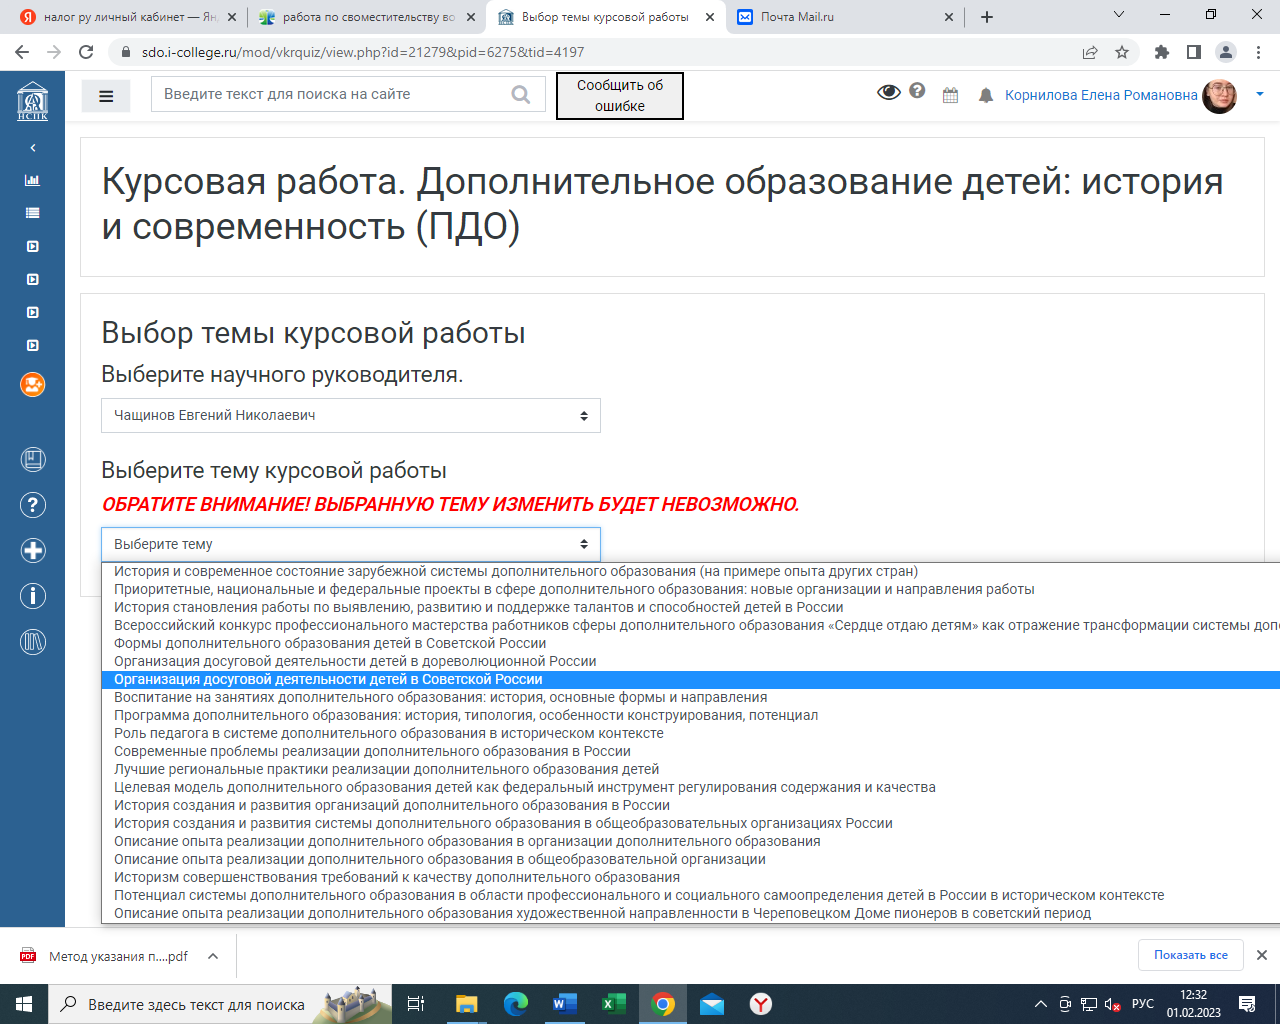 налог ру личный кабинет — Ян
работа по своместительству во
Выбор темы курсовой работы
Почта Mail.ru
sdo.i-college.ru/mod/vkrquiz/view.php?id=21279&pid=6275&tid=4197
НСПК
Введите текст для поиска на сайте
Сообщить об
ошибке
Корнилова Елена Романовна
Курсовая работа. Дополнительное образование детей: история
и современность (ПДО)
Выбор темы курсовой работы
Выберите научного руководителя.
Чащинов Евгений Николаевич
Выберите тему курсовой работы
ОБРАТИТЕ ВНИМАНИЕ! ВЫБРАННУЮ ТЕМУ ИЗМЕНИТЬ БУДЕТ НЕВОЗМОЖНО.
Выберите тему
История и современное состояние зарубежной системы дополнительного образования (на примере опыта других стран)
Приоритетные, национальные и федеральные проекты в сфере дополнительного образования: новые организации и направления работы
История становления работы по выявлению, развитию и поддержке талантов и способностей детей в России
Всероссийский конкурс профессионального мастерства работников сферы дополнительного образования «Сердце отдаю детям» как отражение трансформации системы допо
Формы дополнительного образования детей в Советской России
Организация досуговой деятельности детей в дореволюционной России
Организация досуговой деятельности детей в Советской России
Воспитание на занятиях дополнительного образования: история, основные формы и направления
Программа дополнительного образования: история, типология, особенности конструирования, потенциал
Роль педагога в системе дополнительного образования в историческом контексте
Современные проблемы реализации дополнительного образования в России
Лучшие региональные практики реализации дополнительного образования детей
Целевая модель дополнительного образования детей как федеральный инструмент регулирования содержания и качества
История создания и развития организаций дополнительного образования в России
История создания и развития системы дополнительного образования в общеобразовательных организациях России
Описание опыта реализации дополнительного образования в организации дополнительного образования
Описание опыта реализации дополнительного образования в общеобразовательной организации
Историзм совершенствования требований к качеству дополнительного образования
Потенциал системы дополнительного образования в области профессионального и социального самоопределения детей в России в историческом контексте
Описание опыта реализации дополнительного образования художественной направленности в Череповецком Доме пионеров в советский период
Метод указания п....pdf
Показать все
Введите здесь текст для поиска
РУС
12:32
01.02.2023